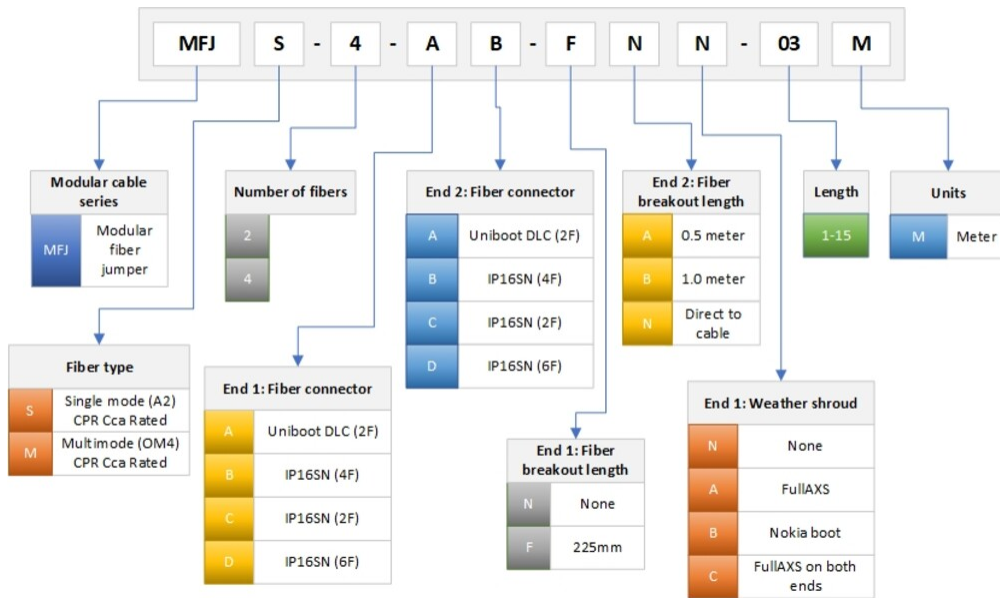 MFJ S - 4 - A B - F N N - 03 M
Modular cable
series
MFJ
Modular
fiber
jumper
Number of fibers
2
4
End 2: Fiber connector
A Uniboot DLC (2F)
B IP16SN (4F)
C IP16SN (2F)
D IP16SN (6F)
End 2: Fiber
breakout length
A 0.5 meter
B 1.0 meter
N Direct to
cable
Length
1-15
Units
M Meter
Fiber type
S Single mode (A2)
CPR Cca Rated
M Multimode (OM4)
CPR Cca Rated
End 1: Fiber connector
A Uniboot DLC (2F)
B IP16SN (4F)
C IP16SN (2F)
D IP16SN (6F)
End 1: Fiber
breakout length
N None
F 225mm
End 1: Weather shroud
N None
A FullAXS
B Nokia boot
C FullAXS on both
ends